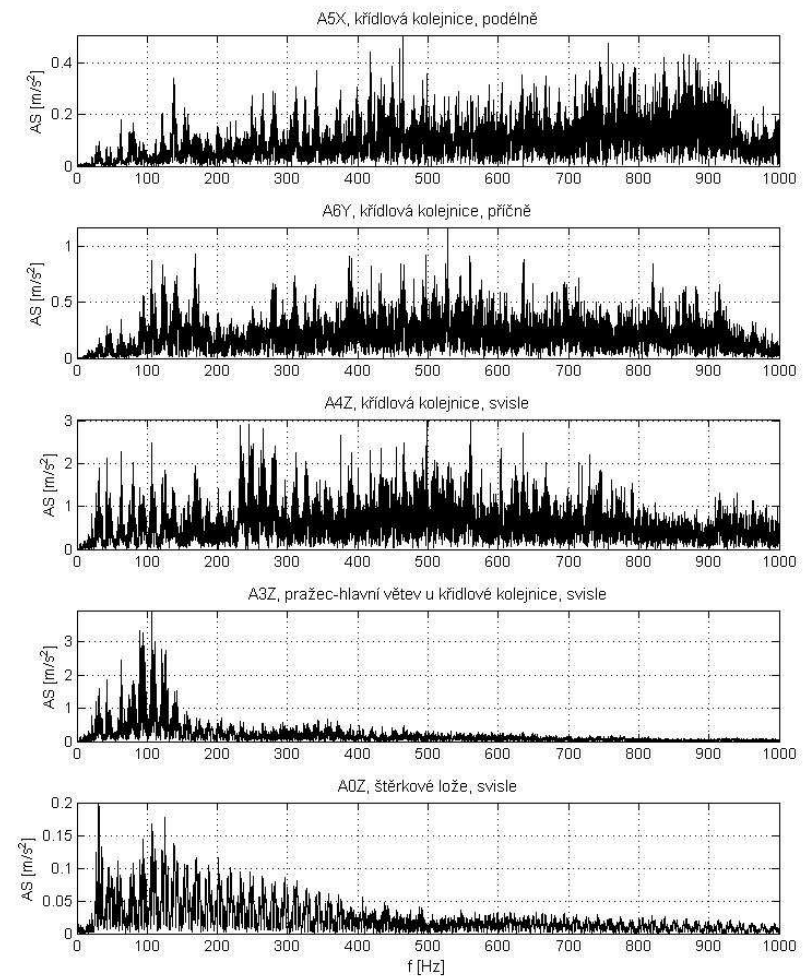 A5X, křídlová kolejnice, podélně
AS [m/s²]
0.4
0.2
0
0 100 200 300 400 500 600 700 800 900 1000
A6Y, křídlová kolejnice, příčně
AS [m/s²]
1
0.5
0
0 100 200 300 400 500 600 700 800 900 1000
A4Z, křídlová kolejnice, svisle
AS [m/s²]
3
2
1
0
0 100 200 300 400 500 600 700 800 900 1000
A3Z, pražec-hlavní větev u křidlové kolejnice, svisle
AS [m/s²]
3
2
1
0
0 100 200 300 400 500 600 700 800 900 1000
A0Z, štěrkové lože, svisle
AS [m/s²]
0.2
0.15
0.1
0.05
0
0 100 200 300 400 500 600 700 800 900 1000
f [Hz]